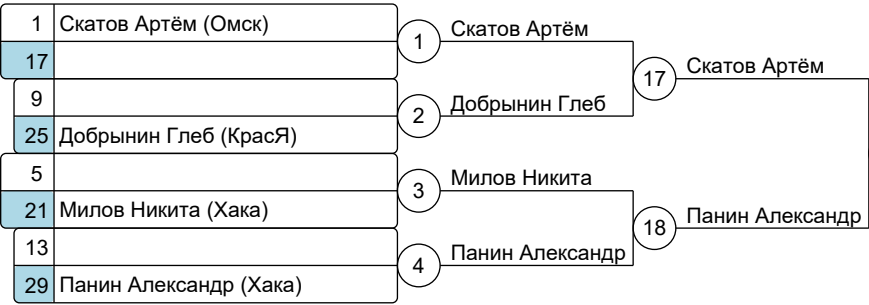 1 Скатов Артём (Омск)
17
9
25 Добрынин Глеб (КрасЯ)
5
21 Милов Никита (Хака)
13
29 Панин Александр (Хака)
1 Скатов Артём
2 Добрынин Глеб
3 Милов Никита
4 Панин Александр
17 Скатов Артём
18 Панин Александр